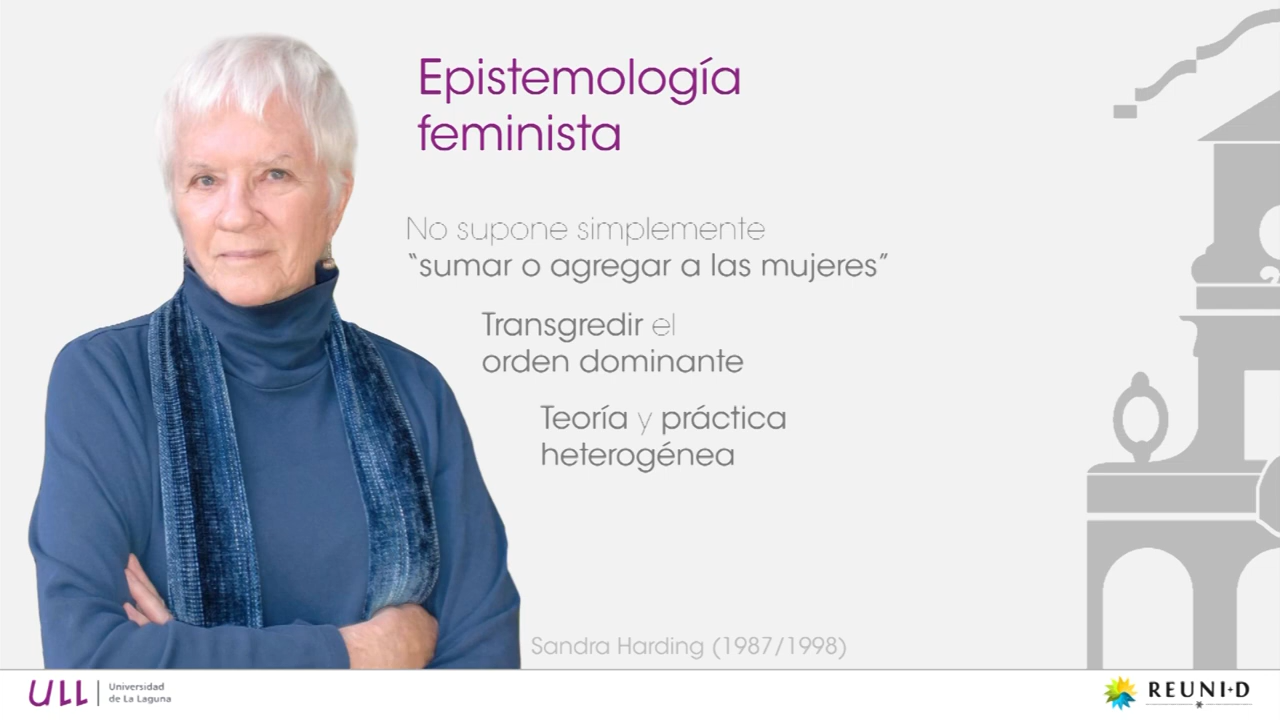 Epistemología
feminista
No supone simplemente
“sumar o agregar a las mujeres”
Transgredir el
orden dominante
Teoría y práctica
heterogénea
Sandra Harding (1987/1998)
ULL
Universidad
de La Laguna
REUNI+D